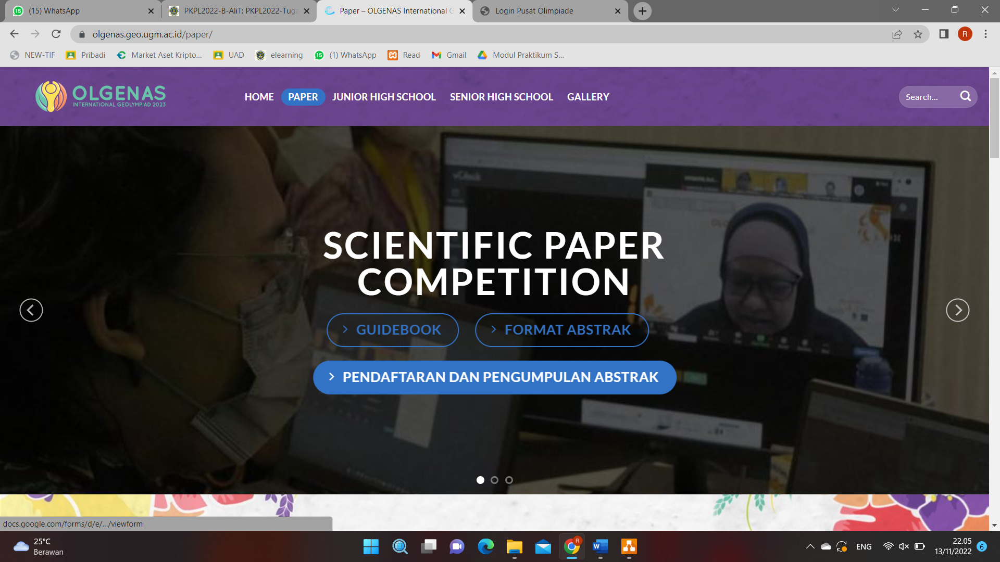 (15) WhatsApp
PKPL2022-B-AliT: PKPL2022-Tuga
Paper – OLGENAS International G
Login Pusat Olimpiade
olgenas.geo.ugm.ac.id/paper/
R
NEW-TIF
Pribadi
Market Aset Kripto...
UAD
elearning
(1) WhatsApp
Read
Gmail
Modul Praktikum S...
OLGENAS
INTERNATIONAL GEOLYMPIAD 2023
HOME
PAPER
JUNIOR HIGH SCHOOL
SENIOR HIGH SCHOOL
GALLERY
Search...
SCIENTIFIC PAPER
COMPETITION
GUIDEBOOK
FORMAT ABSTRAK
PENDAFTARAN DAN PENGUMPULAN ABSTRAK
docs.google.com/forms/d/e/.../viewform
25°C
Berawan
ENG
22.05
13/11/2022
6